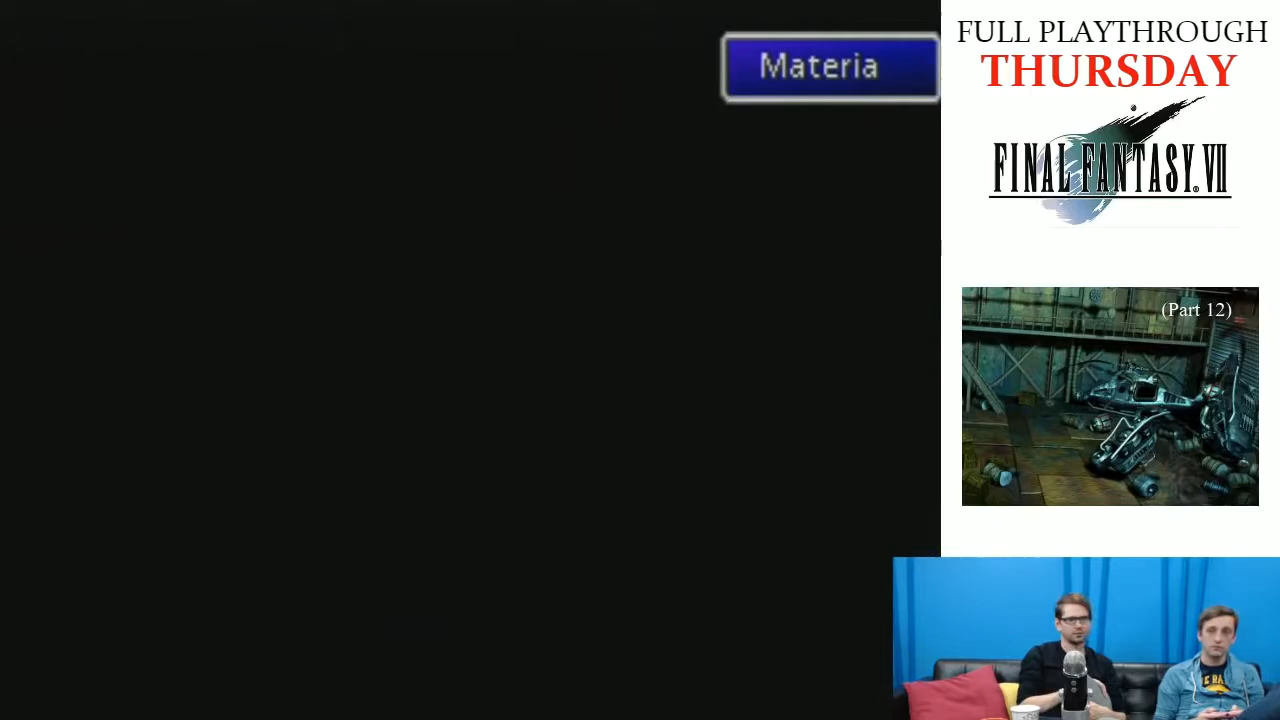 Materia
FULL PLAYTHROUGH
THURSDAY
FINAL FANTASY. VII
(Part 12)